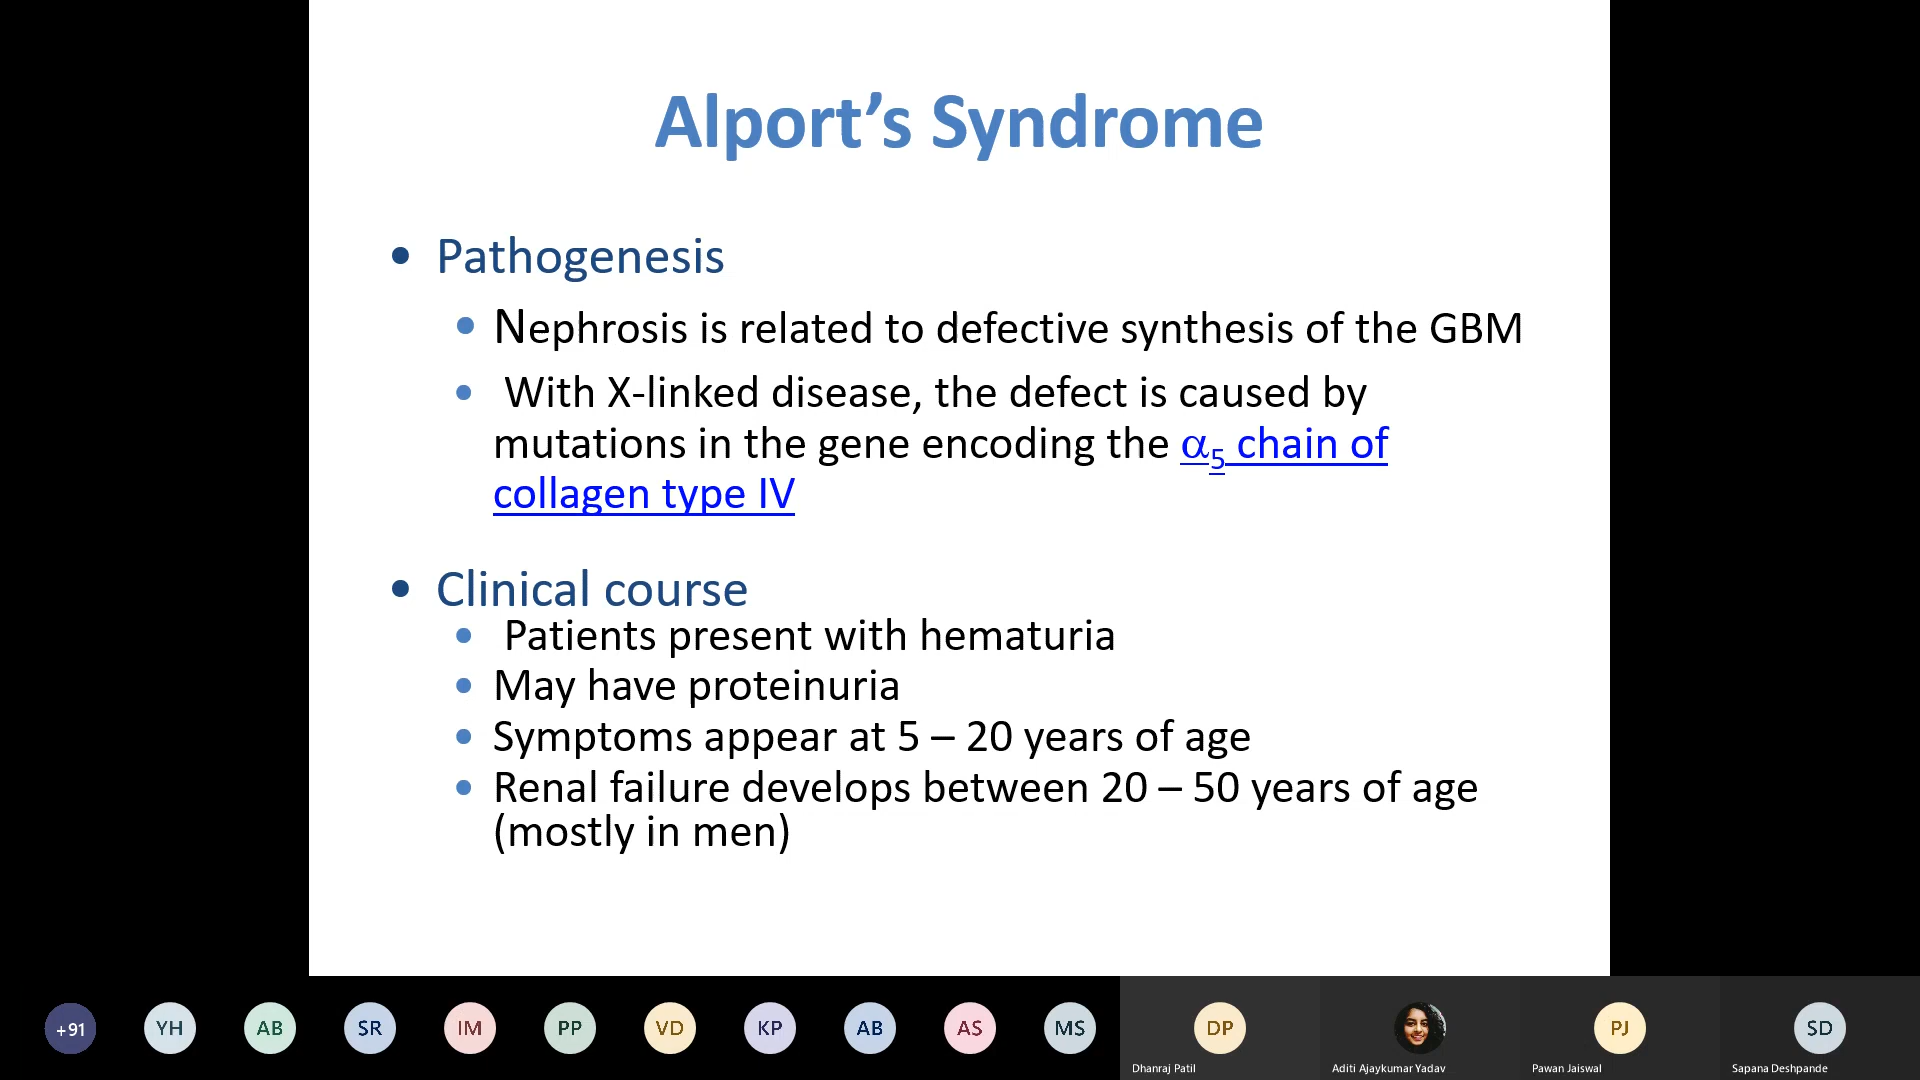 Alport’s Syndrome
• Pathogenesis
• Nephrosis is related to defective synthesis of the GBM
• With X-linked disease, the defect is caused by
mutations in the gene encoding the α5 chain of
collagen type IV
• Clinical course
• Patients present with hematuria
• May have proteinuria
• Symptoms appear at 5 – 20 years of age
• Renal failure develops between 20 – 50 years of age
(mostly in men)
+91 YH AB SR IM PP VD KP AB AS MS DP PJ SD
Dhanraj Patil Aditi Ajaykumar Yadav Pawan Jaiswal Sapana Deshpande